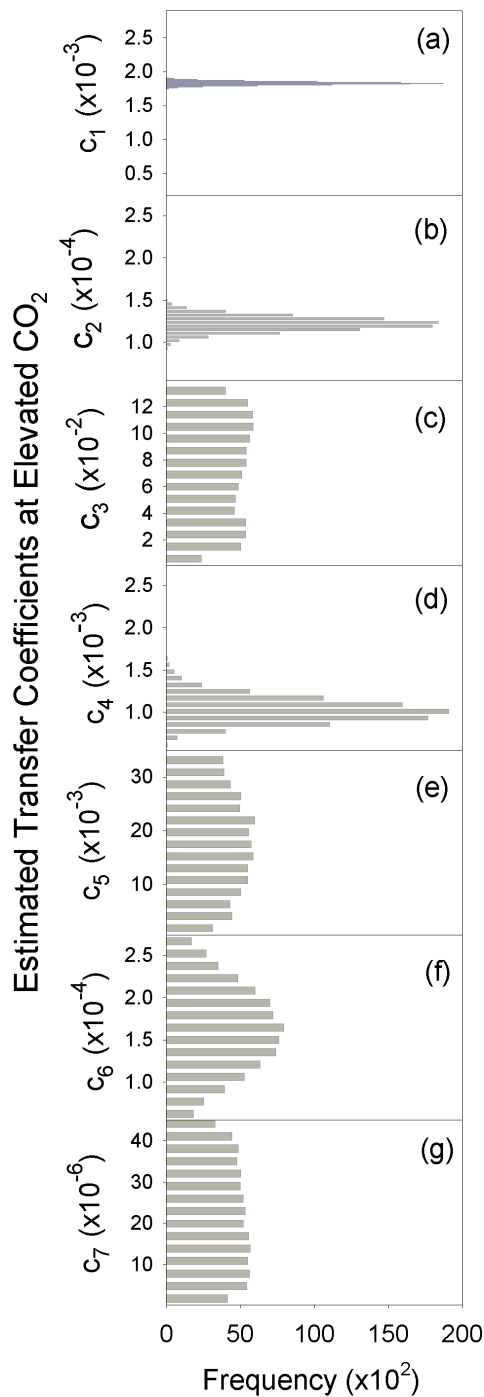 Estimated Transfer Coefficients at Elevated CO2
(a)
c1 (x10-3)
2.5
2.0
1.5
1.0
0.5
(b)
c2 (x10-4)
2.5
2.0
1.5
1.0
(c)
c3 (x10-2)
12
10
8
6
4
2
(d)
c4 (x10-3)
2.5
2.0
1.5
1.0
(e)
c5 (x10-3)
30
20
10
(f)
c6 (x10-4)
2.5
2.0
1.5
1.0
(g)
c7 (x10-6)
40
30
20
10
0 50 100 150 200
Frequency (x102)